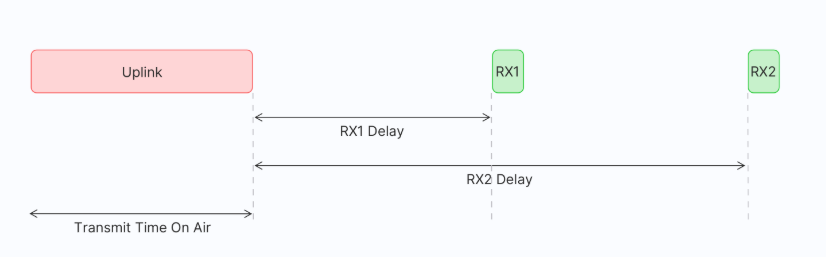 Uplink
RX1
RX2
RX1 Delay
RX2 Delay
Transmit Time On Air